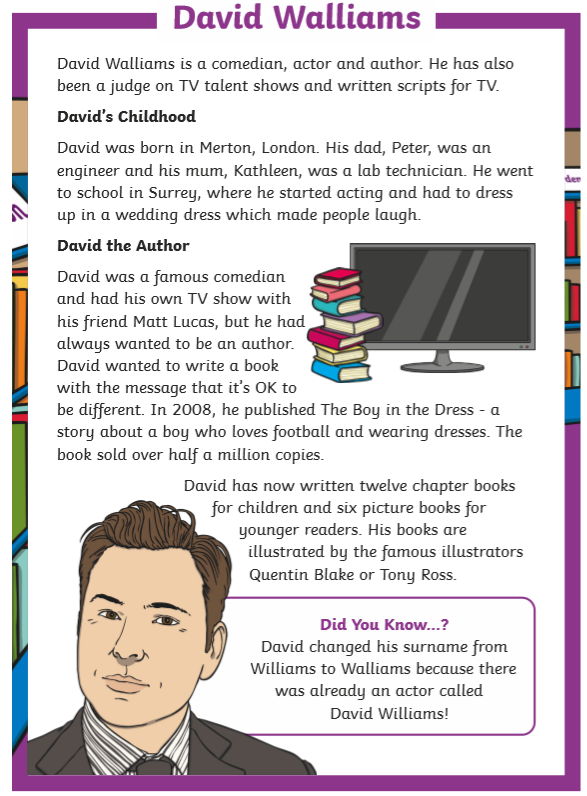 David Walliams
David Walliams is a comedian, actor and author. He has also
been a judge on TV talent shows and written scripts for TV.
David's Childhood
David was born in Merton, London. His dad, Peter, was an
engineer and his mum, Kathleen, was a lab technician. He went
to school in Surrey, where he started acting and had to dress
up in a wedding dress which made people laugh.
David the Author
David was a famous comedian
and had his own TV show with
his friend Matt Lucas, but he had
always wanted to be an author.
David wanted to write a book
with the message that it's OK to
be different. In 2008, he published The Boy in the Dress - a
story about a boy who loves football and wearing dresses. The
book sold over half a million copies.
David has now written twelve chapter books
for children and six picture books for
younger readers. His books are
illustrated by the famous illustrators
Quentin Blake or Tony Ross.
Did You Know...?
David changed his surname from
Williams to Walliams because there
was already an actor called
David Williams!